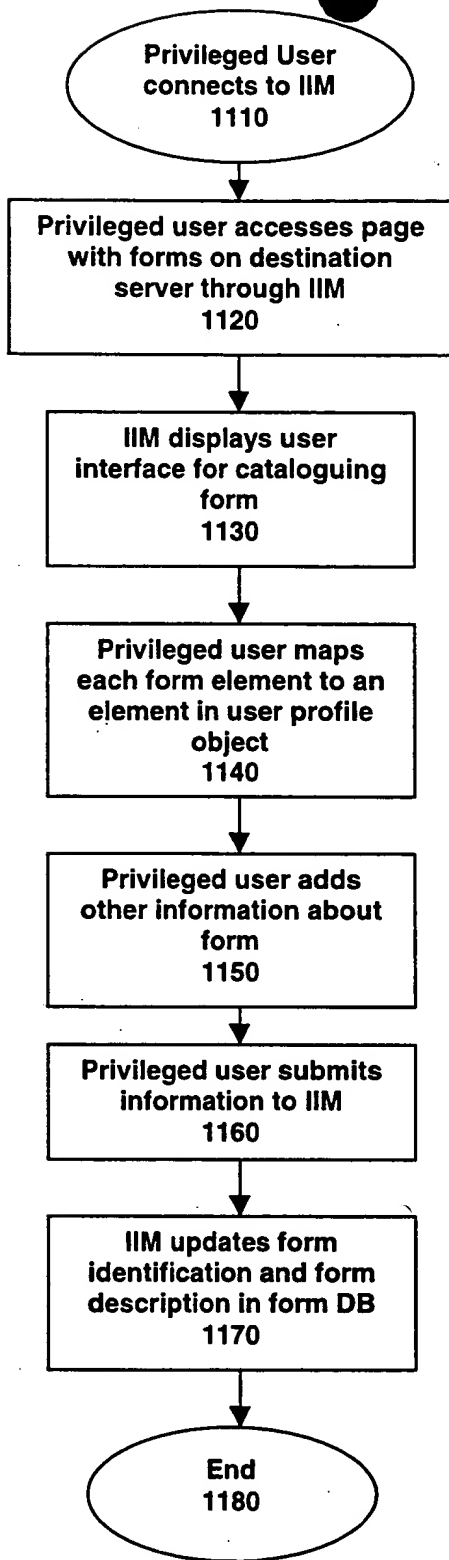 Privileged User
connects to IIM
1110
Privileged user accesses page
with forms on destination
server through IIM
1120
IIM displays user
interface for cataloguing
form
1130
Privileged user maps
each form element to an
element in user profile
object
1140
Privileged user adds
other information about
form
1150
Privileged user submits
information to IIM
1160
IIM updates form
identification and form
description in form DB
1170
End
1180